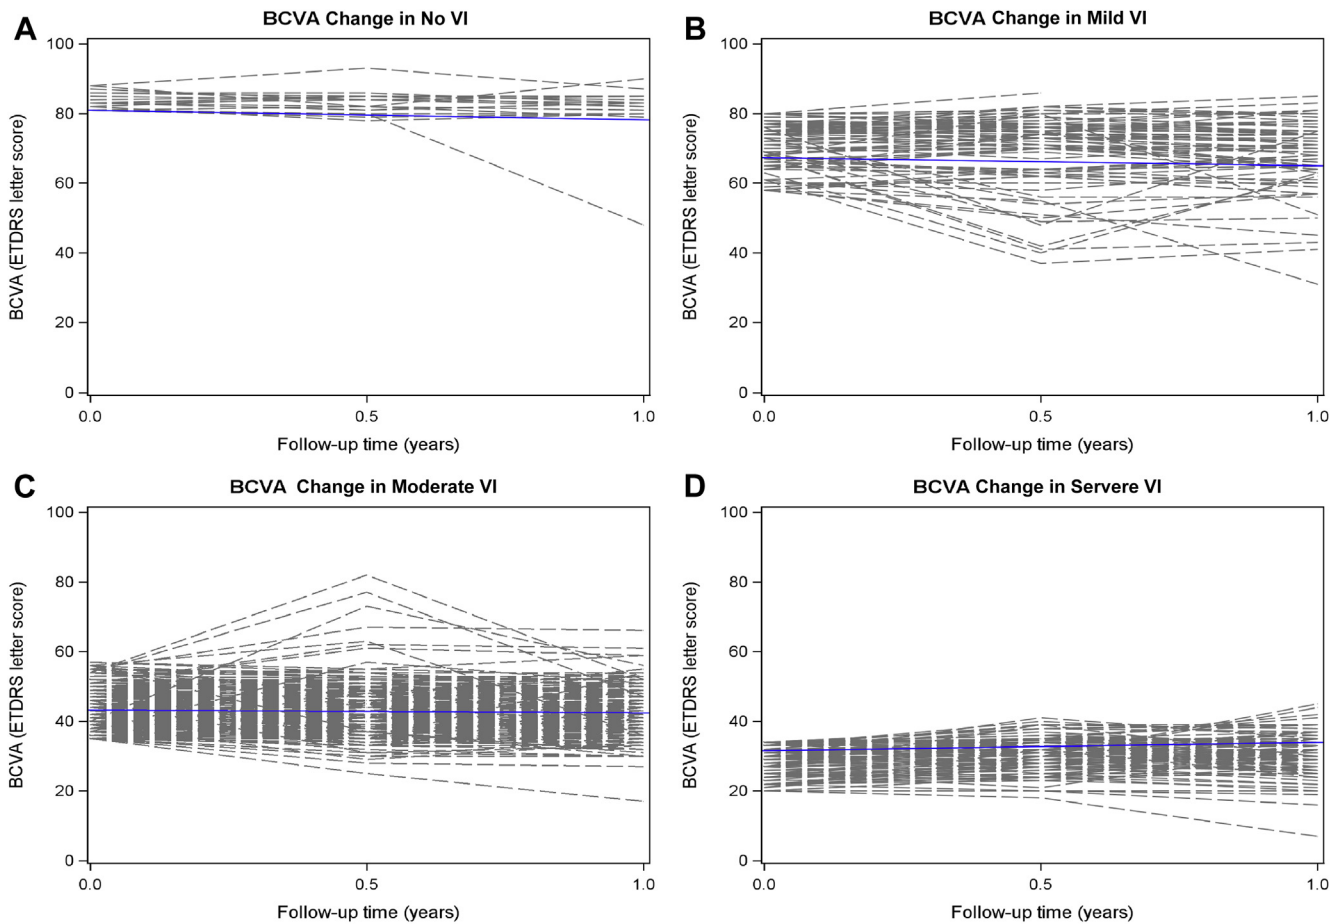 A
BCVA Change in No VI
BCVA (ETDRS letter score)
100
80
60
40
20
0
0.0 0.5 1.0
Follow-up time (years)
B
BCVA Change in Mild VI
BCVA (ETDRS letter score)
100
80
60
40
20
0
0.0 0.5 1.0
Follow-up time (years)
C
BCVA Change in Moderate VI
BCVA (ETDRS letter score)
100
80
60
40
20
0
0.0 0.5 1.0
Follow-up time (years)
D
BCVA Change in Servere VI
BCVA (ETDRS letter score)
100
80
60
40
20
0
0.0 0.5 1.0
Follow-up time (years)